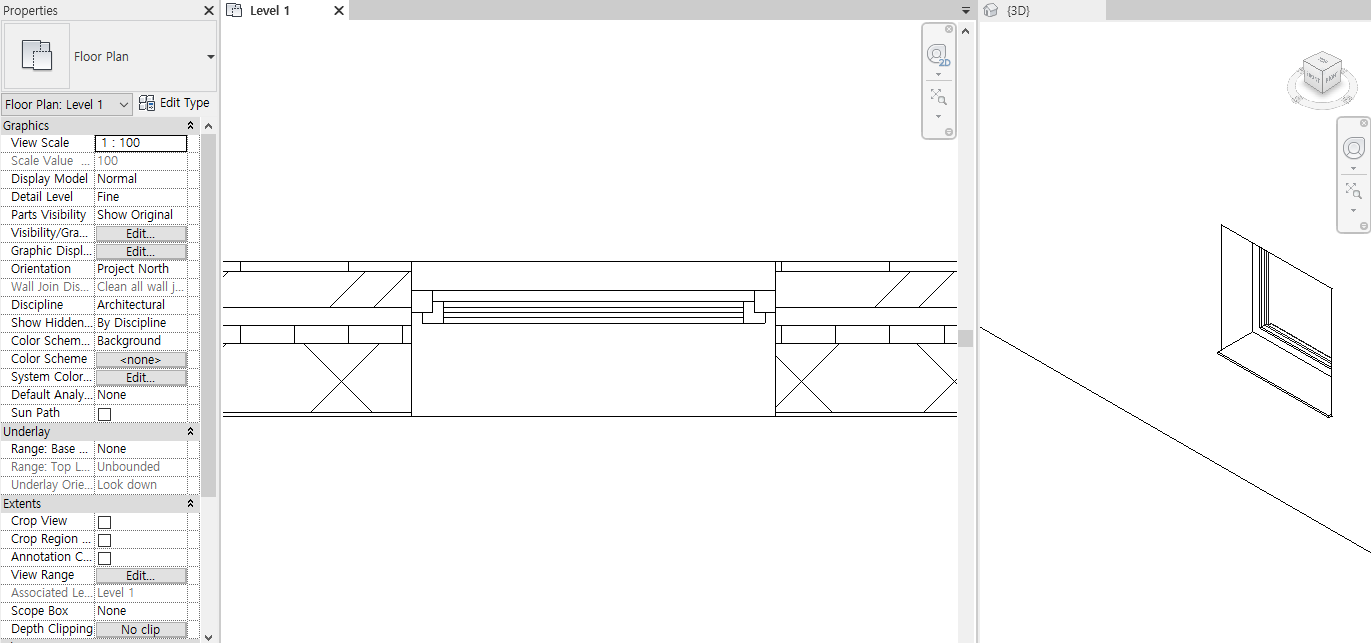 Properties
Floor Plan
Floor Plan: Level 1
Edit Type
Graphics
View Scale 1 : 100
Scale Value ... 100
Display Model Normal
Detail Level Fine
Parts Visibility Show Original
Visibility/Gra... Edit...
Graphic Displ... Edit...
Orientation Project North
Wall Join Dis... Clean all wall j...
Discipline Architectural
Show Hidden... By Discipline
Color Schem... Background
Color Scheme <none>
System Color... Edit...
Default Analy... None
Sun Path
Underlay
Range: Base ... None
Range: Top L... Unbounded
Underlay Orie... Look down
Extents
Crop View
Crop Region ...
Annotation C...
View Range Edit...
Associated Le... Level 1
Scope Box None
Depth Clipping No clip
Level 1
2D
{3D}